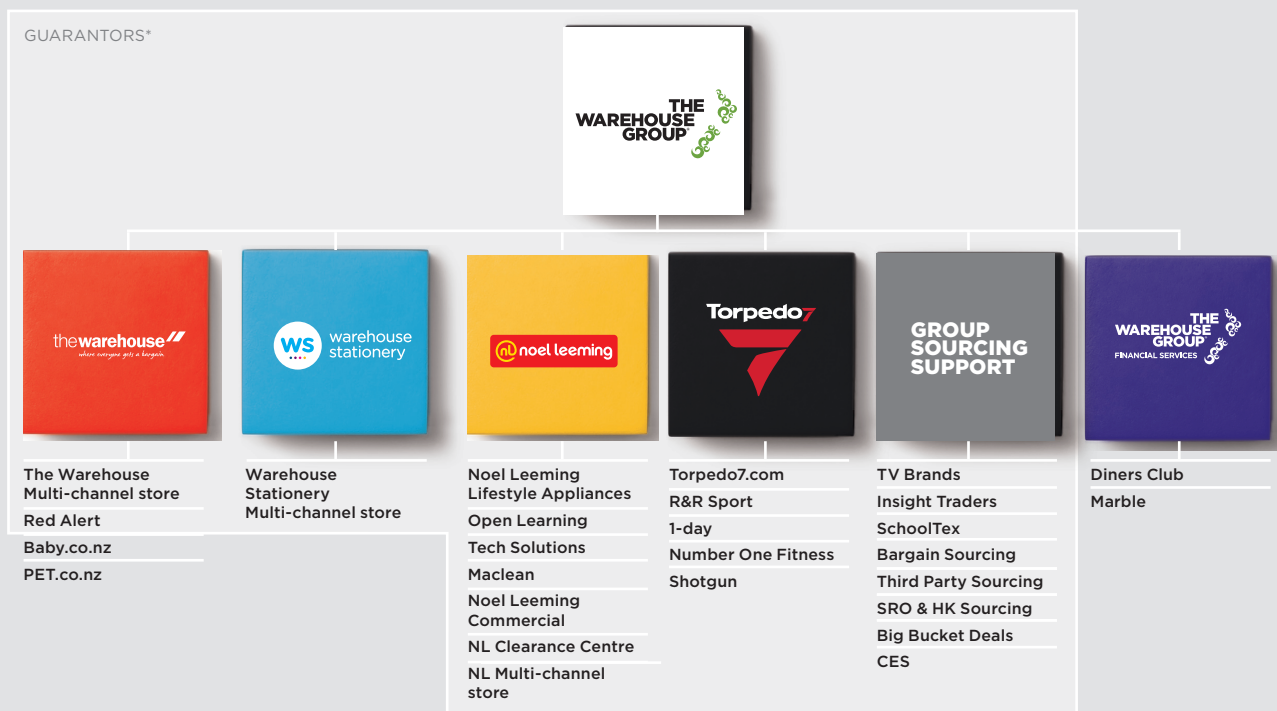 GUARANTORS*
THE
WAREHOUSE
GROUP
thewarehouse
where everyone gets a bargain
WS
warehouse
stationery
nl noel leeming
Torpedo7
GROUP
SOURCING
SUPPORT
THE
WAREHOUSE
GROUP
FINANCIAL SERVICES
The Warehouse
Multi-channel store
Red Alert
Baby.co.nz
PET.co.nz
Warehouse
Stationery
Multi-channel store
Noel Leeming
Lifestyle Appliances
Open Learning
Tech Solutions
Maclean
Noel Leeming
Commercial
NL Clearance Centre
NL Multi-channel
store
Torpedo7.com
R&R Sport
1-day
Number One Fitness
Shotgun
TV Brands
Insight Traders
SchoolTex
Bargain Sourcing
Third Party Sourcing
SRO & HK Sourcing
Big Bucket Deals
CES
Diners Club
Marble